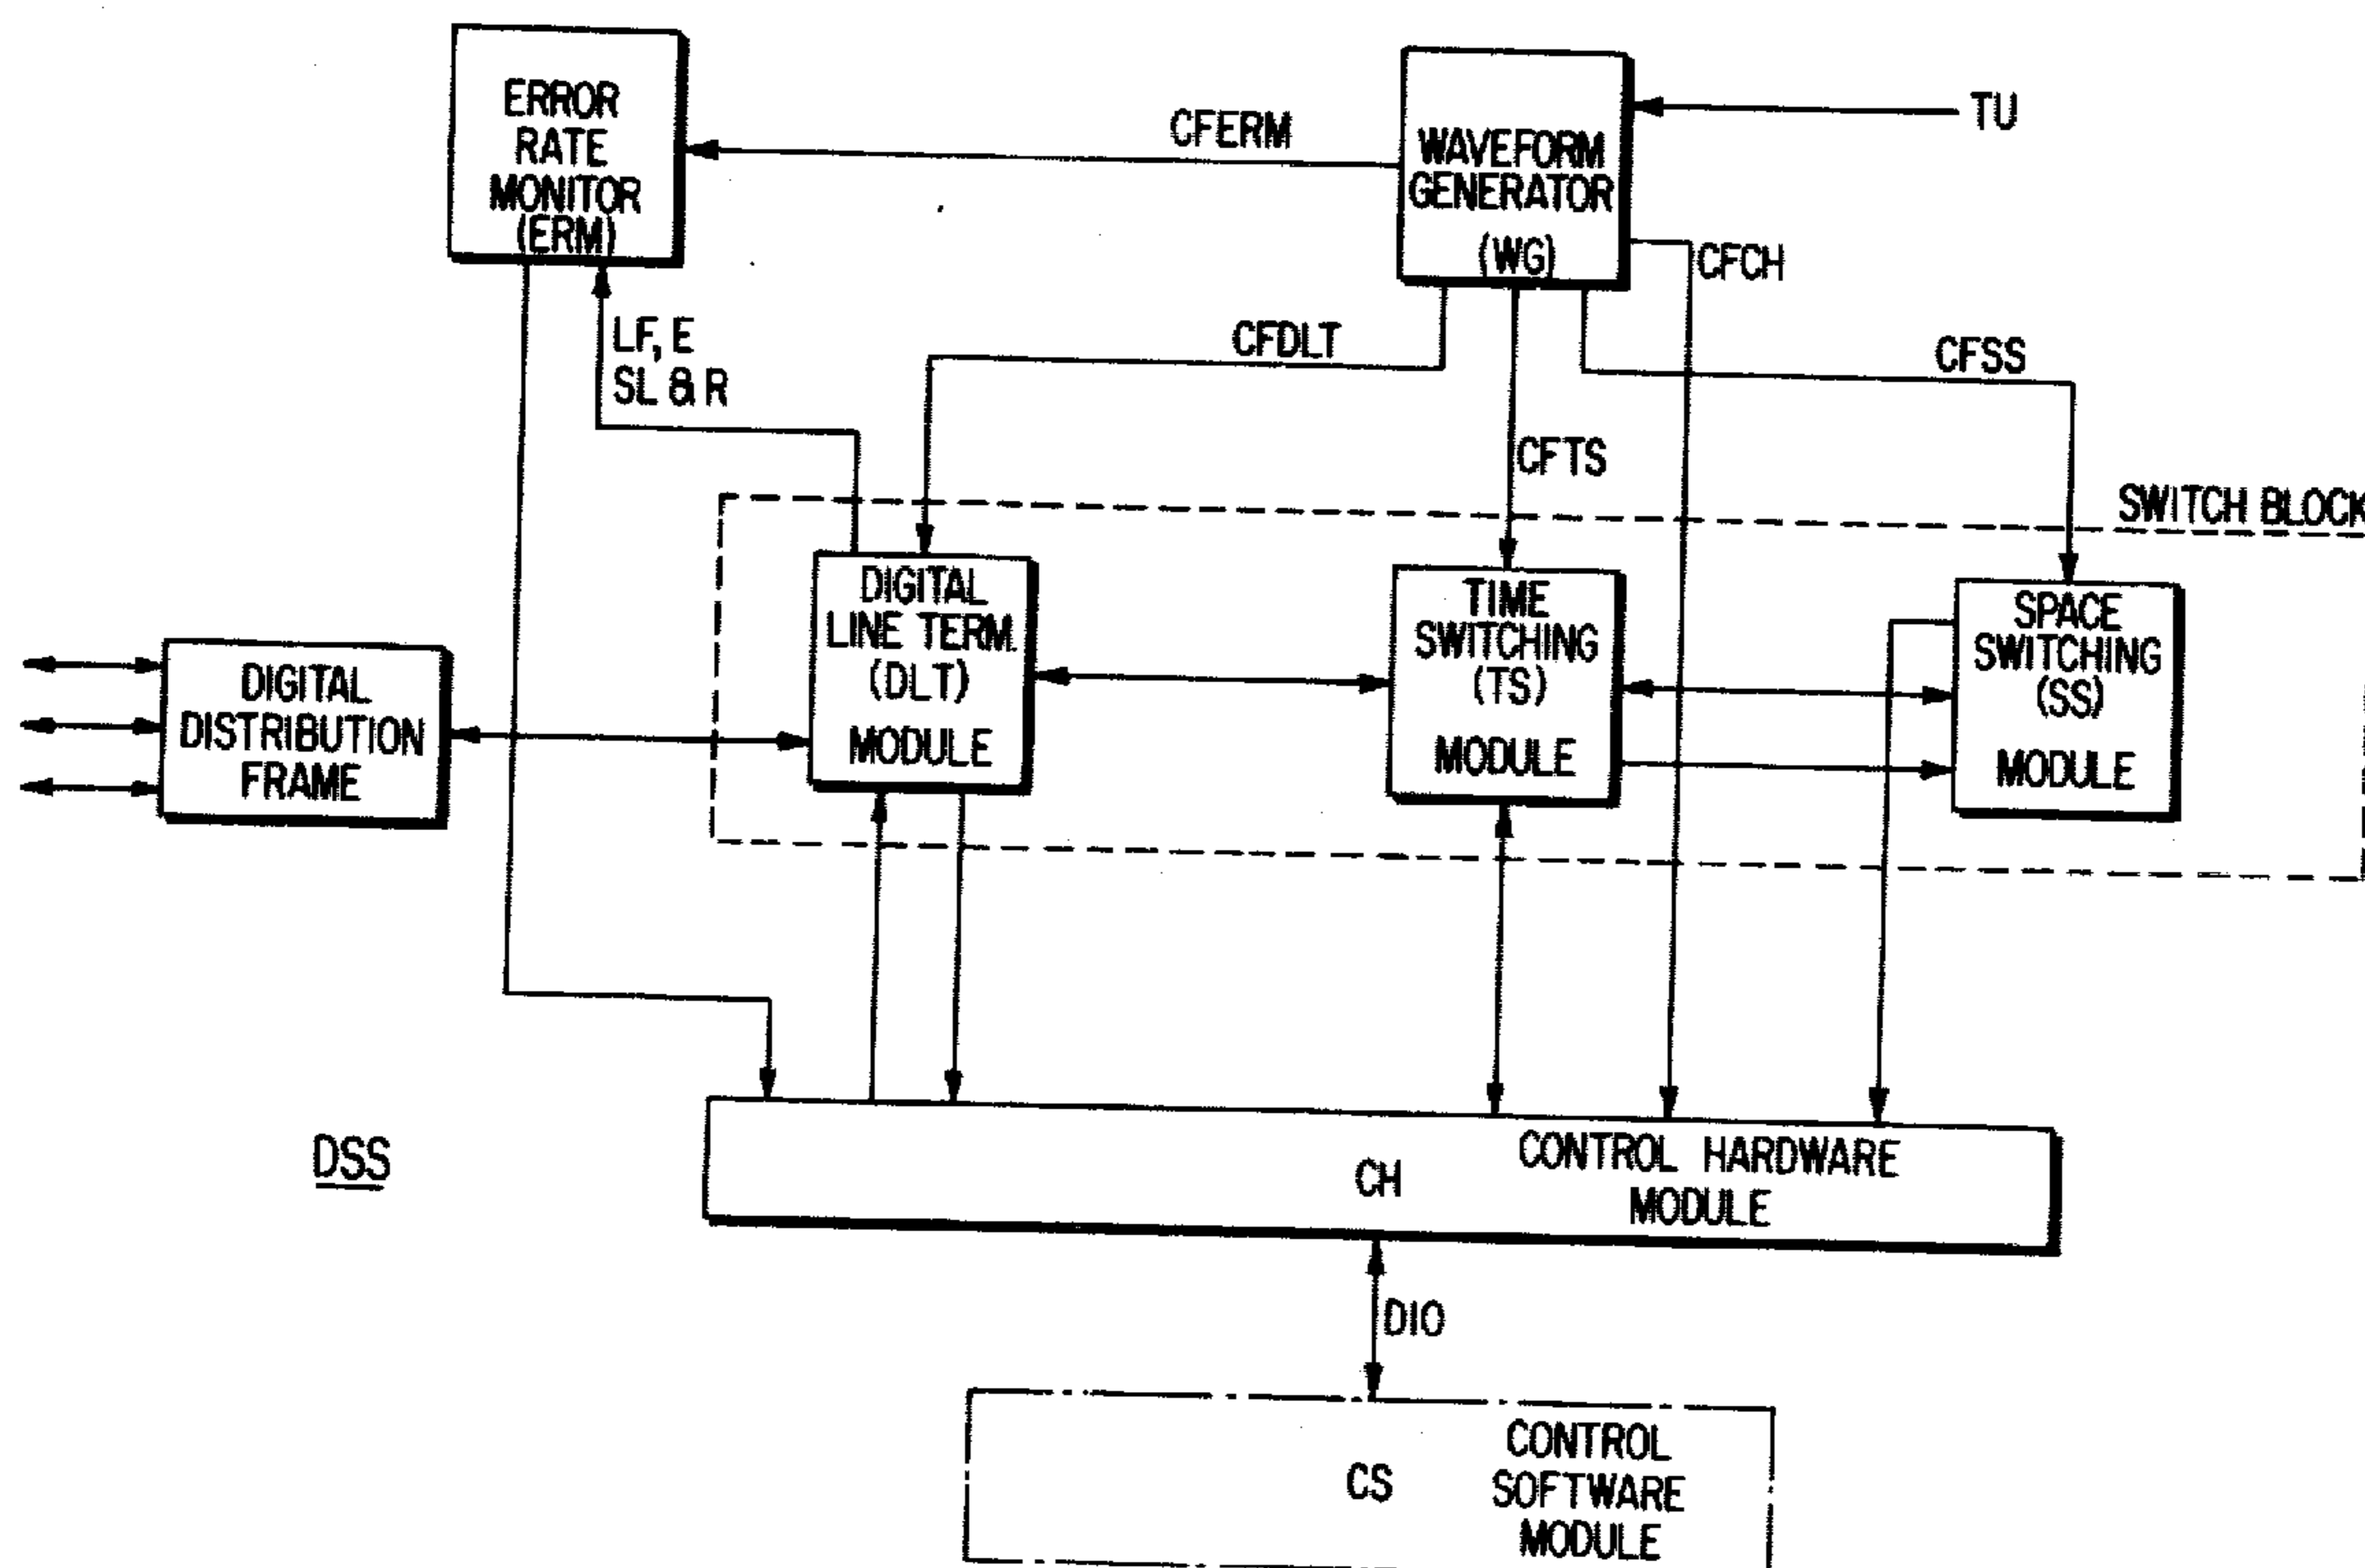 ERROR
RATE
MONITOR
(ERM)
CFERM
WAVEFORM
GENERATOR
(WG)
TU
CFCH
LF, E
SL & R
CFDLT
CFTS
CFSS
SWITCH BLOCK
DIGITAL
DISTRIBUTION
FRAME
DIGITAL
LINE TERM.
(DLT)
MODULE
TIME
SWITCHING
(TS)
MODULE
SPACE
SWITCHING
(SS)
MODULE
DSS
CH
CONTROL HARDWARE
MODULE
DIO
CS
CONTROL
SOFTWARE
MODULE